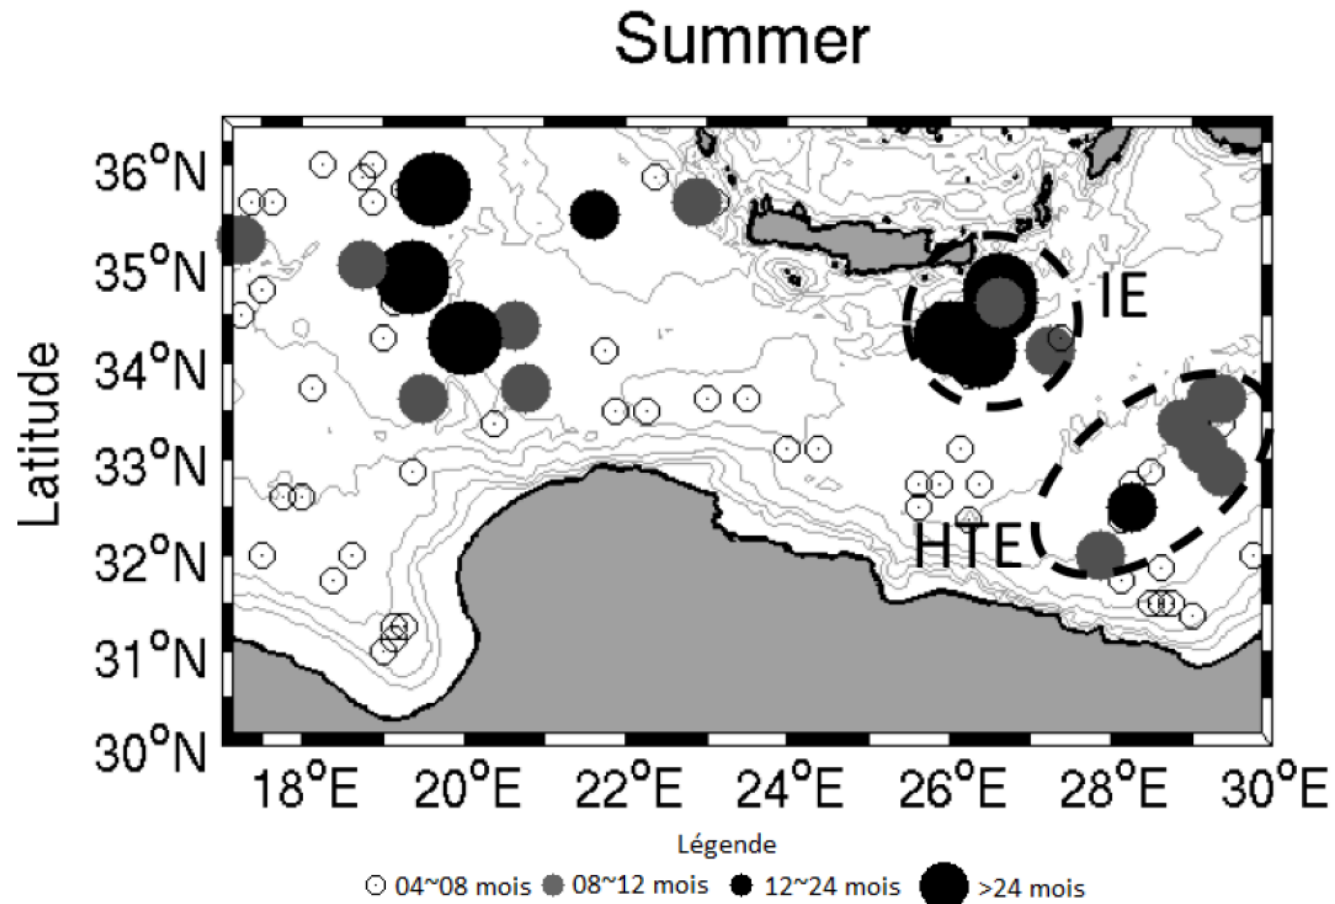 Summer
36°N
35°N
34°N
33°N
32°N
31°N
30°N
Latitude
IE
HTE
18°E 20°E 22°E 24°E 26°E 28°E 30°E
Légende
04~08 mois 08~12 mois 12~24 mois >24 mois